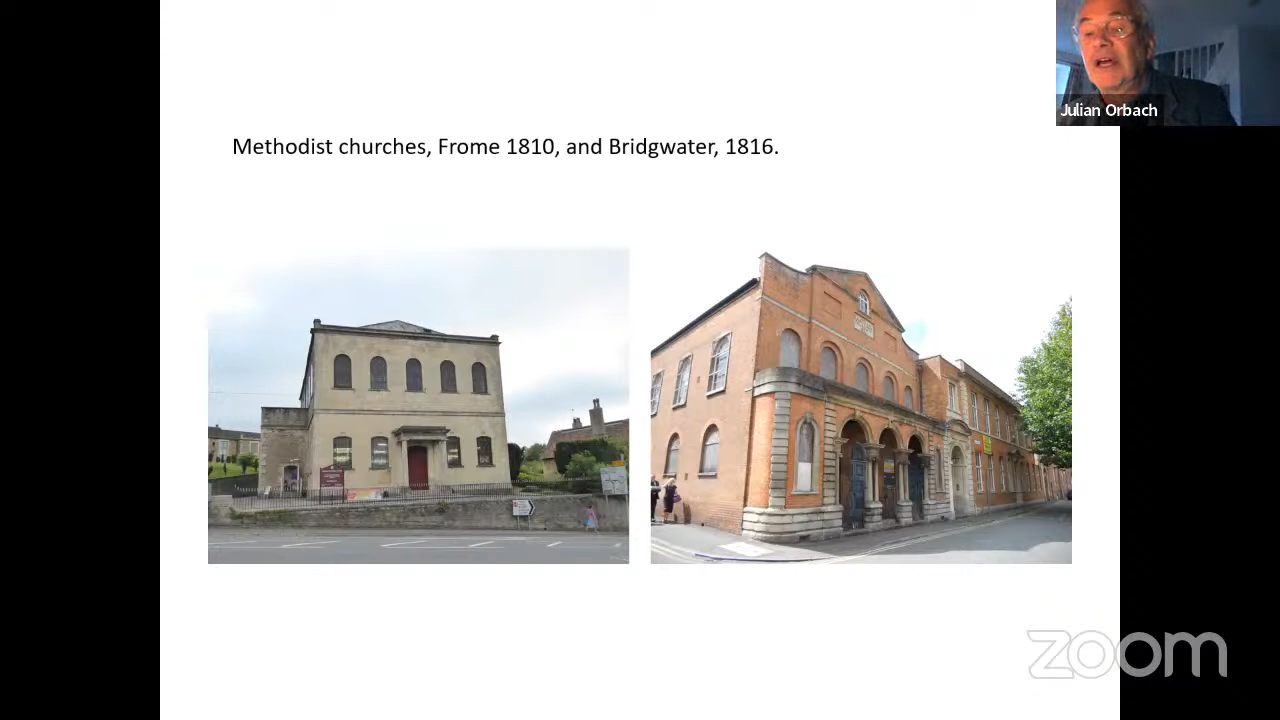 Julian Orbach
Methodist churches, Frome 1810, and Bridgwater, 1816.
zoom